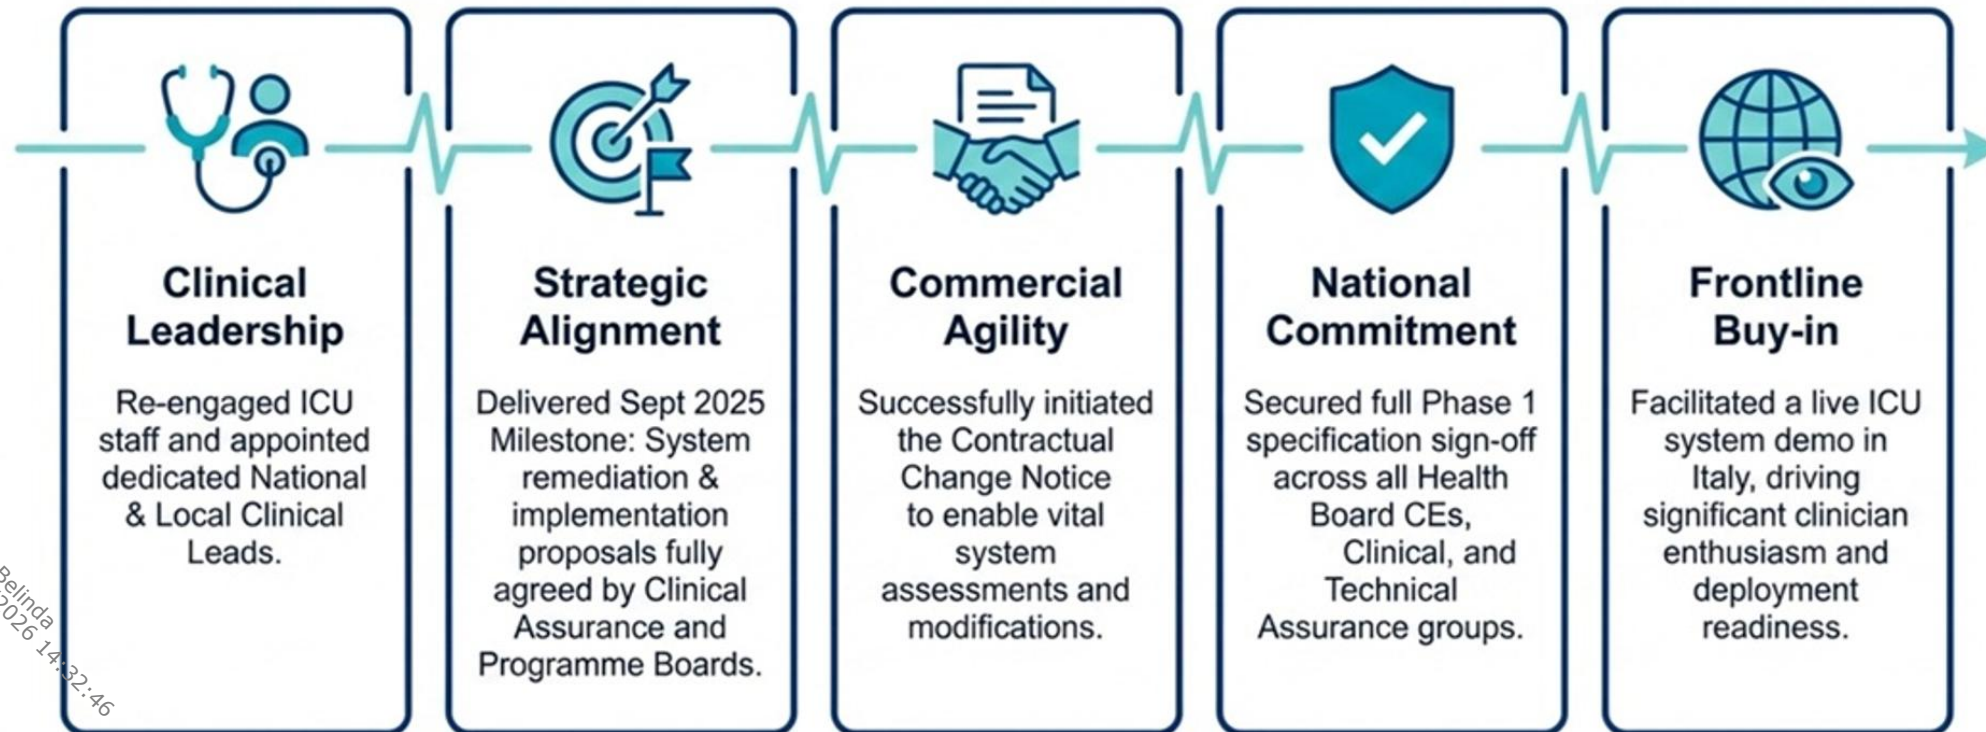 Clinical
Leadership
Re-engaged ICU
staff and appointed
dedicated National
& Local Clinical
Leads.
Strategic
Alignment
Delivered Sept 2025
Milestone: System
remediation &
implementation
proposals fully
agreed by Clinical
Assurance and
Programme Boards.
Commercial
Agility
Successfully initiated
the Contractual
Change Notice
to enable vital
system
assessments and
modifications.
National
Commitment
Secured full Phase 1
specification sign-off
across all Health
Board CEs,
Clinical, and
Technical
Assurance groups.
Frontline
Buy-in
Facilitated a live ICU
system demo in
Italy, driving
significant clinician
enthusiasm and
deployment
readiness.
Belinda
2026 14:32:46